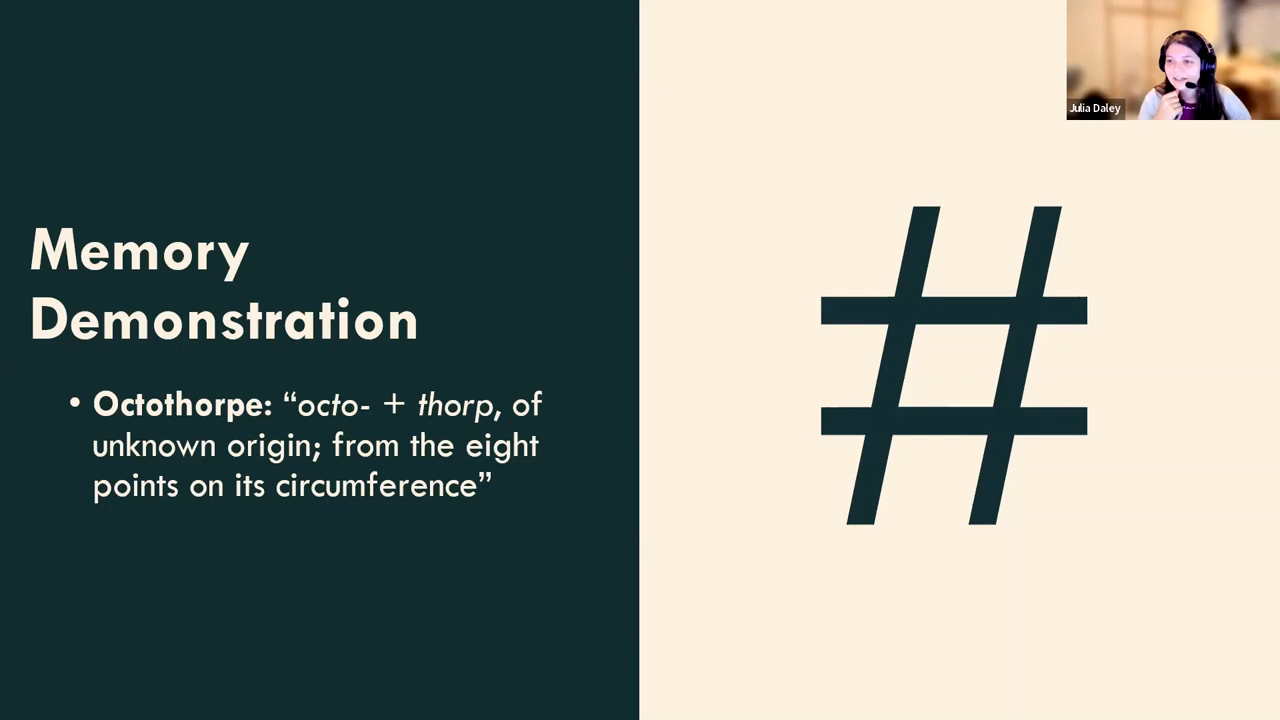 Julia Daley
Memory
Demonstration
• Octothorpe: “octo- + thorp, of
unknown origin; from the eight
points on its circumference”
#